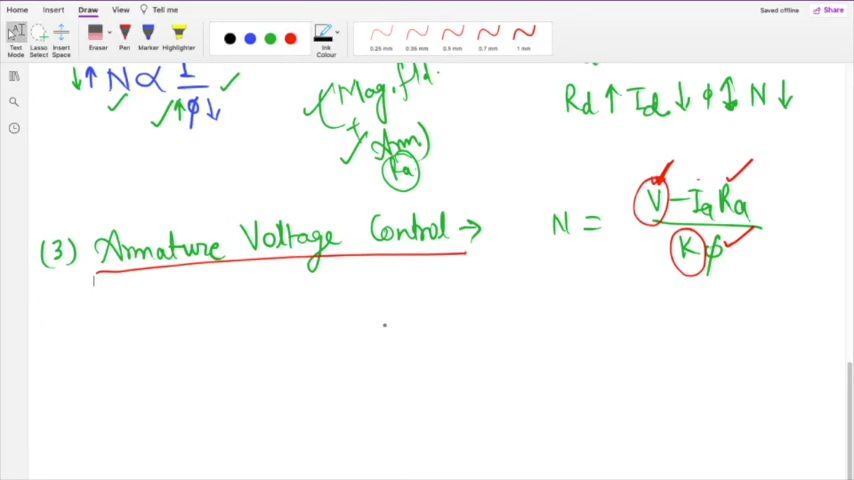 Home Insert Draw View Tell me Saved offline Share
Text Mode Lasso Select Insert Space Eraser Pen Marker Highlighter Ink Colour 0.25 mm 0.35 mm 0.5 mm 0.7 mm 1 mm
↓↑ N ∝ 1/φ ↓
(Mag. fld.
+ Arm)
Ra
Rd ↑ Id ↓ φ ↓ N ↓
(3) Armature Voltage Control →
N = V - IaRa / Kφ